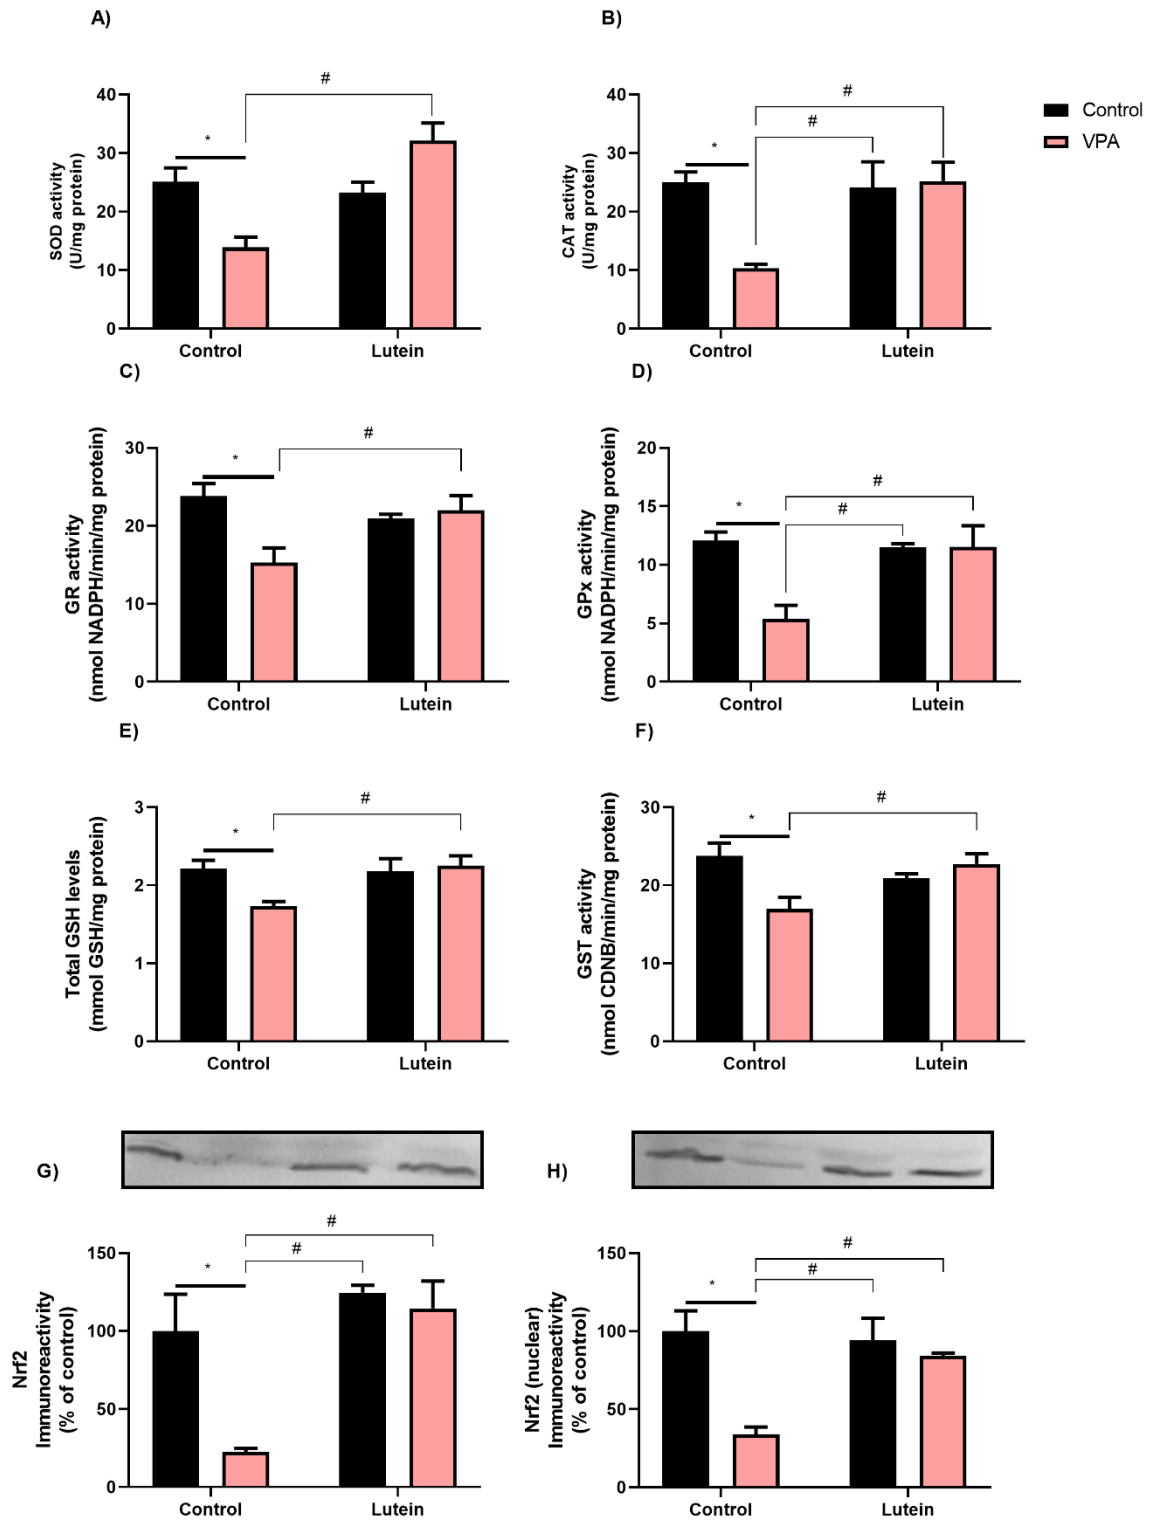 A)
B)
#
40
30
20
10
0
*
SOD activity
(U/mg protein)
Control
Lutein
#
#
40
30
20
10
0
*
CAT activity
(U/mg protein)
Control
Lutein
Control
VPA
C)
D)
#
30
20
10
0
*
GR activity
(nmol NADPH/min/mg protein)
Control
Lutein
20
15
10
5
0
#
#
*
GPx activity
(nmol NADPH/min/mg protein)
Control
Lutein
E)
F)
#
3
2
1
0
*
Total GSH levels
(mmol GSH/mg protein)
Control
Lutein
#
30
20
10
0
*
GST activity
(nmol CDNB/min/mg protein)
Control
Lutein
G)
H)
#
#
150
100
50
0
*
Nrf2
Immunoreactivity
(% of control)
Control
Lutein
#
#
150
100
50
0
*
Nrf2 (nuclear)
Immunoreactivity
(% of control)
Control
Lutein